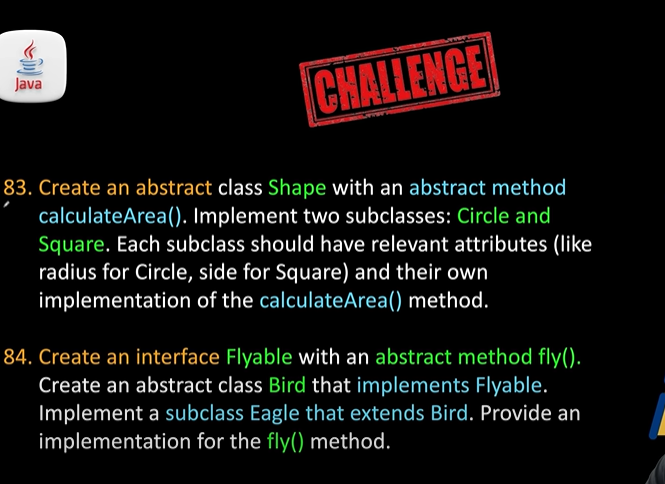 Java
CHALLENGE
83. Create an abstract class Shape with an abstract method
calculateArea(). Implement two subclasses: Circle and
Square. Each subclass should have relevant attributes (like
radius for Circle, side for Square) and their own
implementation of the calculateArea() method.
84. Create an interface Flyable with an abstract method fly().
Create an abstract class Bird that implements Flyable.
Implement a subclass Eagle that extends Bird. Provide an
implementation for the fly() method.